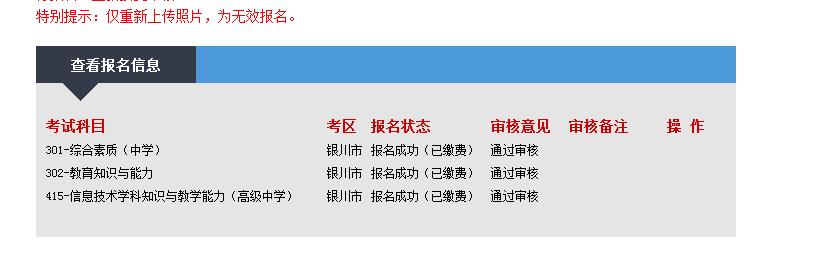 特别提示：仅重新上传照片，为无效报名。
查看报名信息
考试科目 考区 报名状态 审核意见 审核备注 操 作
301-综合素质（中学） 银川市 报名成功（已缴费） 通过审核
302-教育知识与能力 银川市 报名成功（已缴费） 通过审核
415-信息技术学科知识与教学能力（高级中学） 银川市 报名成功（已缴费） 通过审核